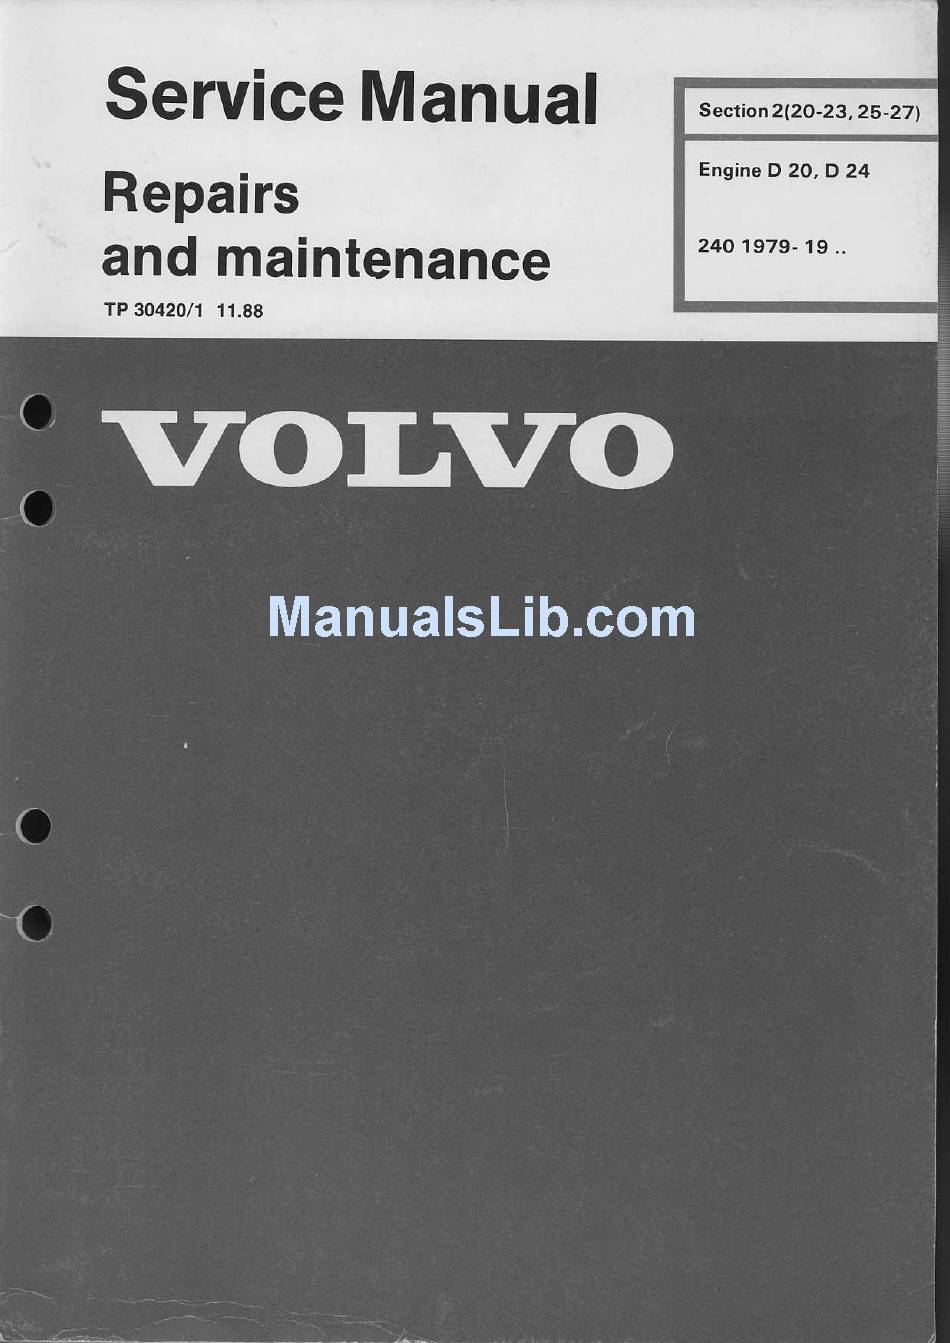 Service Manual
Repairs
and maintenance
TP 30420/1 11.88
Section 2(20-23, 25-27)
Engine D 20, D 24
240 1979- 19 ..
VOLVO
ManualsLib.com